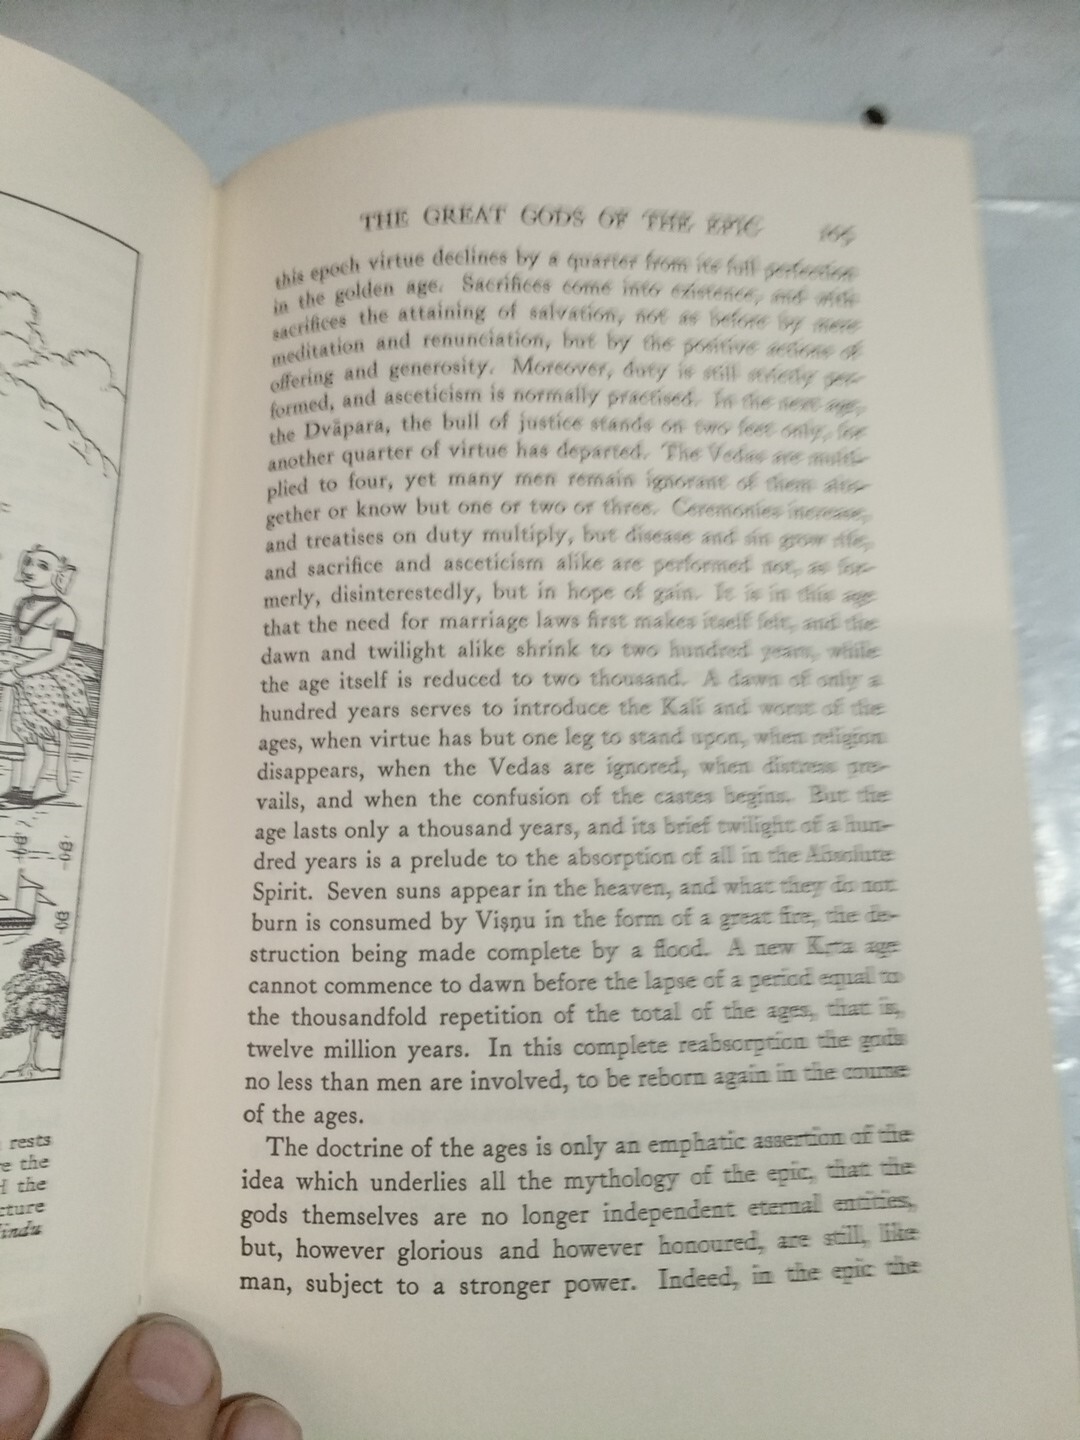 rests
the
the
cture
indu
THE GREAT GODS OF THE EPIC
this epoch virtue declines by a quarter from its full perfection
in the golden age. Sacrifices come into existence, and with
sacrifices the attaining of salvation, not as before by mere
meditation and renunciation, but by the positive actions of
offering and generosity. Moreover, duty is still strictly per-
formed, and asceticism is normally practised. In the next age,
the Dvāpara, the bull of justice stands on two feet only, for
another quarter of virtue has departed. The Vedas are multi-
plied to four, yet many men remain ignorant of them alto-
gether or know but one or two or three. Ceremonies increase,
and treatises on duty multiply, but disease and sin grow rife,
and sacrifice and asceticism alike are performed not, as for-
merly, disinterestedly, but in hope of gain. It is in this age
that the need for marriage laws first makes itself felt, and the
dawn and twilight alike shrink to two hundred years, while
the age itself is reduced to two thousand. A dawn of only a
hundred years serves to introduce the Kali and worst of the
ages, when virtue has but one leg to stand upon, when religion
disappears, when the Vedas are ignored, when distress pre-
vails, and when the confusion of the castes begins. But the
age lasts only a thousand years, and its brief twilight of a hun-
dred years is a prelude to the absorption of all in the Absolute
Spirit. Seven suns appear in the heaven, and what they do not
burn is consumed by Viṣṇu in the form of a great fire, the de-
struction being made complete by a flood. A new Kṛta age
cannot commence to dawn before the lapse of a period equal to
the thousandfold repetition of the total of the ages, that is,
twelve million years. In this complete reabsorption the gods
no less than men are involved, to be reborn again in the course
of the ages.
The doctrine of the ages is only an emphatic assertion of the
idea which underlies all the mythology of the epic, that the
gods themselves are no longer independent eternal entities,
but, however glorious and however honoured, are still, like
man, subject to a stronger power. Indeed, in the epic the